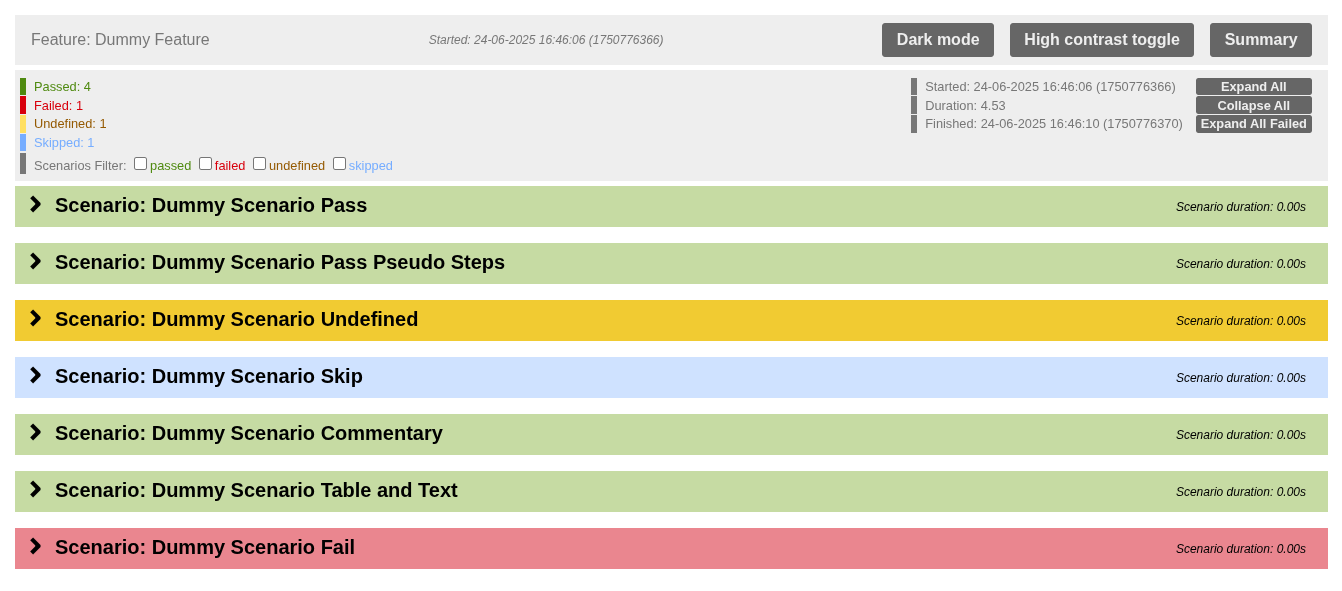 Feature: Dummy Feature
Started: 24-06-2025 16:46:06 (1750776366)
Dark mode
High contrast toggle
Summary
Passed: 4
Failed: 1
Undefined: 1
Skipped: 1
Scenarios Filter: passed failed undefined skipped
Started: 24-06-2025 16:46:06 (1750776366)
Duration: 4.53
Finished: 24-06-2025 16:46:10 (1750776370)
Expand All
Collapse All
Expand All Failed
Scenario: Dummy Scenario Pass
Scenario duration: 0.00s
Scenario: Dummy Scenario Pass Pseudo Steps
Scenario duration: 0.00s
Scenario: Dummy Scenario Undefined
Scenario duration: 0.00s
Scenario: Dummy Scenario Skip
Scenario duration: 0.00s
Scenario: Dummy Scenario Commentary
Scenario duration: 0.00s
Scenario: Dummy Scenario Table and Text
Scenario duration: 0.00s
Scenario: Dummy Scenario Fail
Scenario duration: 0.00s